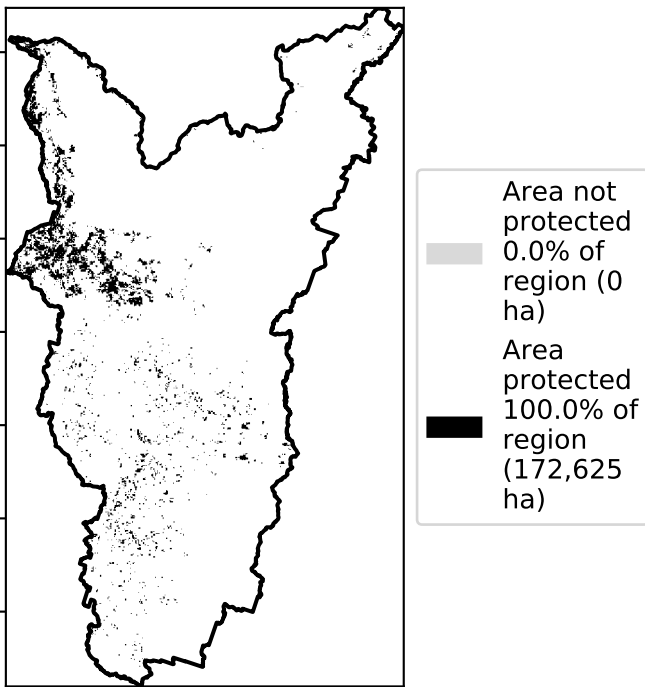 Area not
protected
0.0% of
region (0
ha)
Area
protected
100.0% of
region
(172,625
ha)